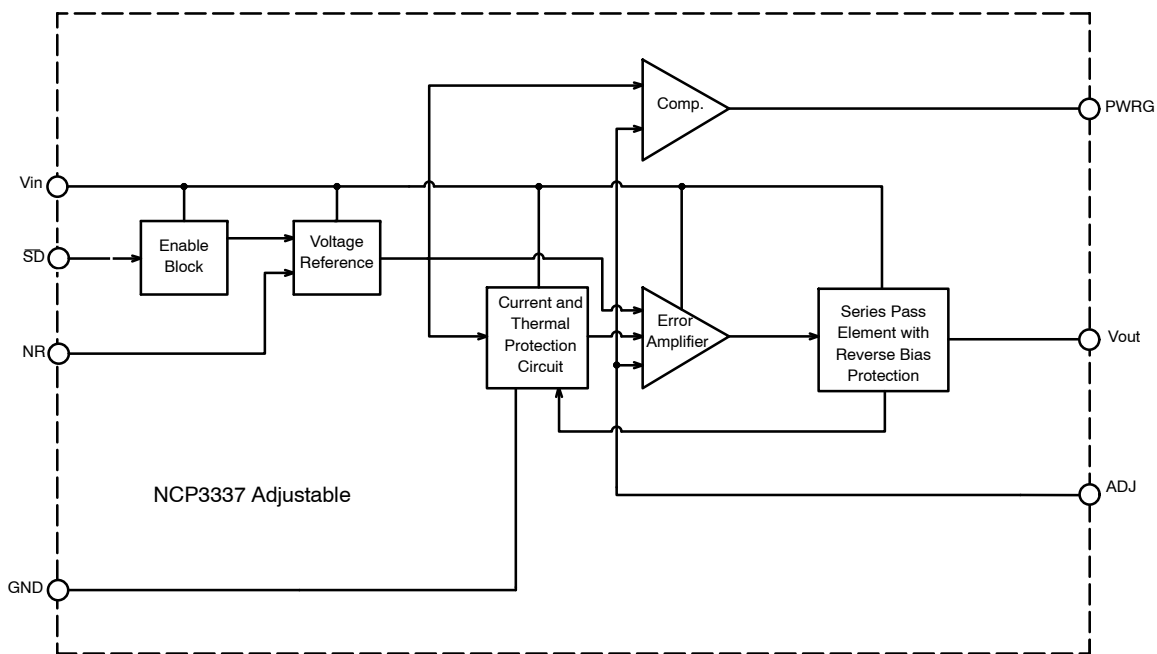 Comp.
PWRG
Vin
S̅D̅
Enable
Block
Voltage
Reference
NR
Current and
Thermal
Protection
Circuit
Error
Amplifier
Series Pass
Element with
Reverse Bias
Protection
Vout
NCP3337 Adjustable
ADJ
GND